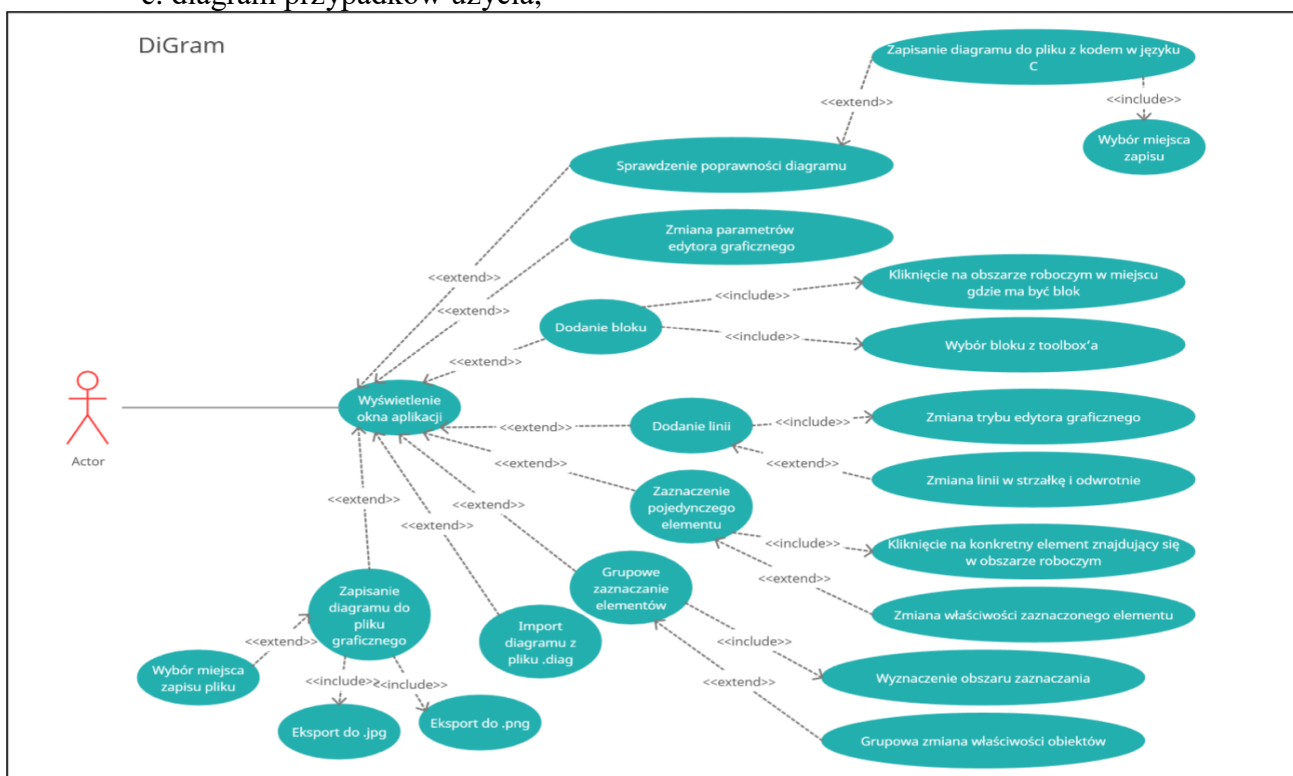 c. diagram przypadków użycia;
DiGram
Zapisanie diagramu do pliku z kodem w języku
C
<<extend>>
<<include>>
Wybór miejsca
zapisu
Sprawdzenie poprawności diagramu
Zmiana parametrów
edytora graficznego
<<extend>>
<<extend>>
Kliknięcie na obszarze roboczym w miejscu
gdzie ma być blok
<<include>>
Dodanie bloku
<<include>>
Wybór bloku z toolbox'a
<<extend>>
Actor
Wyświetlenie
okna aplikacji
<<extend>>
Dodanie linii
<<include>>
Zmiana trybu edytora graficznego
<<extend>>
Zmiana linii w strzałkę i odwrotnie
<<extend>>
Zaznaczenie
pojedynczego
elementu
<<include>>
Kliknięcie na konkretny element znajdujący się
w obszarze roboczym
<<extend>>
Zmiana właściwości zaznaczonego elementu
<<extend>>
<<extend>>
<<extend>>
Grupowe
zaznaczanie
elementów
<<include>>
Wyznaczenie obszaru zaznaczania
<<extend>>
Grupowa zmiana właściwości obiektów
Zapisanie
diagramu do
pliku
graficznego
Import
diagramu z
pliku .diag
<<extend>>
Wybór miejsca
zapisu pliku
<<include>>
<<include>>
Eksport do .jpg
Eksport do .png